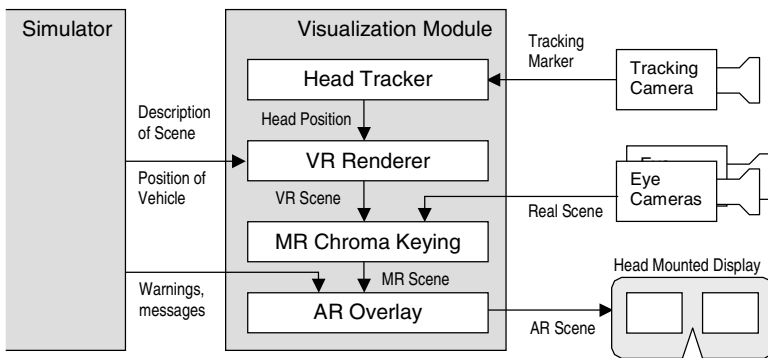 Simulator
Visualization Module
Tracking
Marker
Head Tracker
Tracking
Camera
Description
of Scene
Head Position
VR Renderer
Position of
Vehicle
VR Scene
Real Scene
Eye
Cameras
MR Chroma Keying
MR Scene
Head Mounted Display
Warnings,
messages
AR Overlay
AR Scene